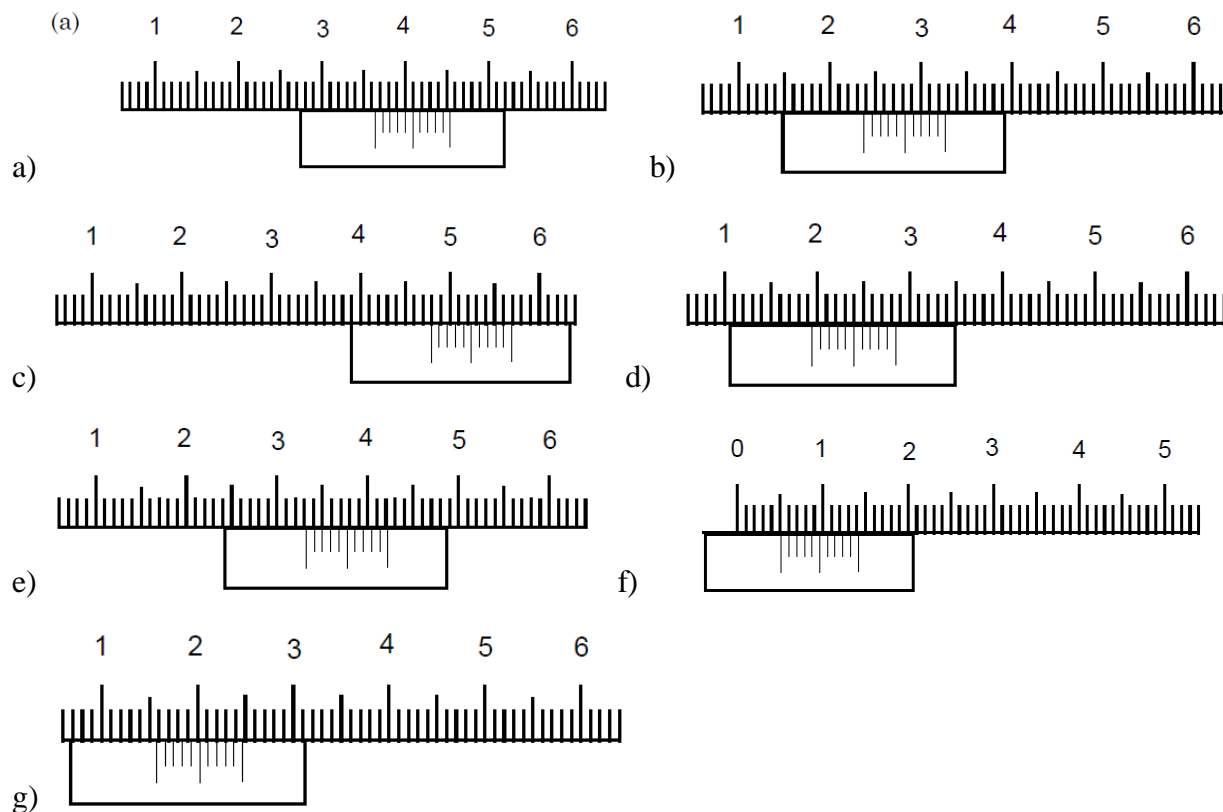 (a) 1 2 3 4 5 6
a)
1 2 3 4 5 6
b)
1 2 3 4 5 6
c)
1 2 3 4 5 6
d)
1 2 3 4 5 6
e)
0 1 2 3 4 5
f)
1 2 3 4 5 6
g)